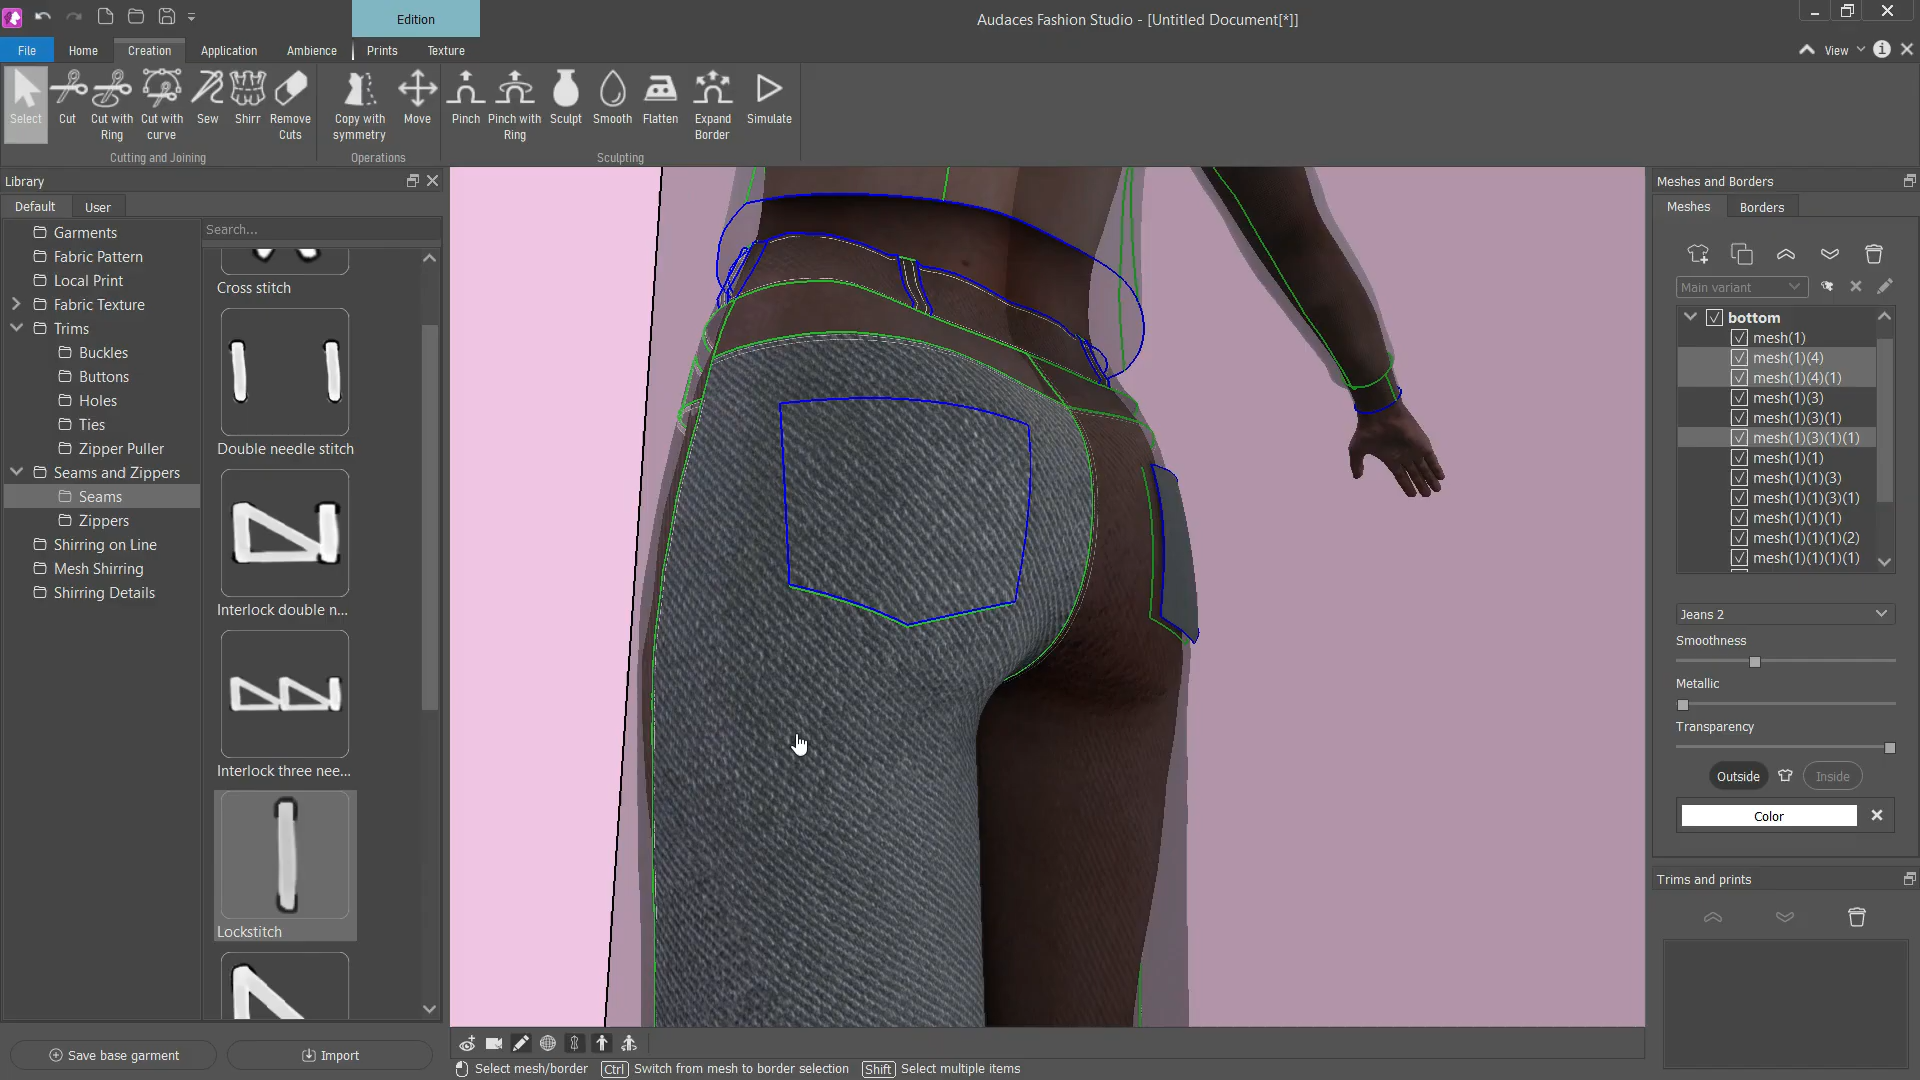 Edition
Audaces Fashion Studio - [Untitled Document[*]]
File
Home
Creation
Application
Ambience
Prints
Texture
View
Select
Cut
Cut with Ring
Cut with curve
Sew
Shirr
Remove Cuts
Copy with symmetry
Move
Pinch
Pinch with Ring
Sculpt
Smooth
Flatten
Expand Border
Simulate
Cutting and Joining
Operations
Sculpting
Library
Default
User
Garments
Fabric Pattern
Local Print
Fabric Texture
Trims
Buckles
Buttons
Holes
Ties
Zipper Puller
Seams and Zippers
Seams
Zippers
Shirring on Line
Mesh Shirring
Shirring Details
Search...
Cross stitch
Double needle stitch
Interlock double n...
Interlock three nee...
Lockstitch
Save base garment
Import
Select mesh/border
Ctrl
Switch from mesh to border selection
Shift
Select multiple items
Meshes and Borders
Meshes
Borders
Main variant
bottom
mesh(1)
mesh(1)(4)
mesh(1)(4)(1)
mesh(1)(3)
mesh(1)(3)(1)
mesh(1)(3)(1)(1)
mesh(1)(1)
mesh(1)(1)(3)
mesh(1)(1)(3)(1)
mesh(1)(1)(1)
mesh(1)(1)(1)(2)
mesh(1)(1)(1)(1)
Jeans 2
Smoothness
Metallic
Transparency
Outside
Inside
Color
Trims and prints